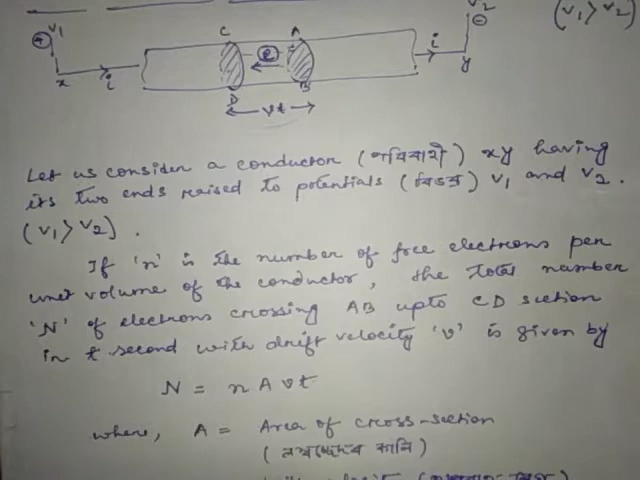 V₁ V₂ (V₁ > V₂)
⊕ ⊖
C A
e
x i i y
D B
vt
Let us consider a conductor (পৰিবাহী) xy having
its two ends raised to potentials (বিভৱ) V₁ and V₂.
(V₁ > V₂).
If 'n' is the number of free electrons per
unit volume of the conductor, the total number
'N' of electrons crossing AB upto CD section
in t second with drift velocity 'v' is given by
N = n A v t
where, A = Area of cross-section